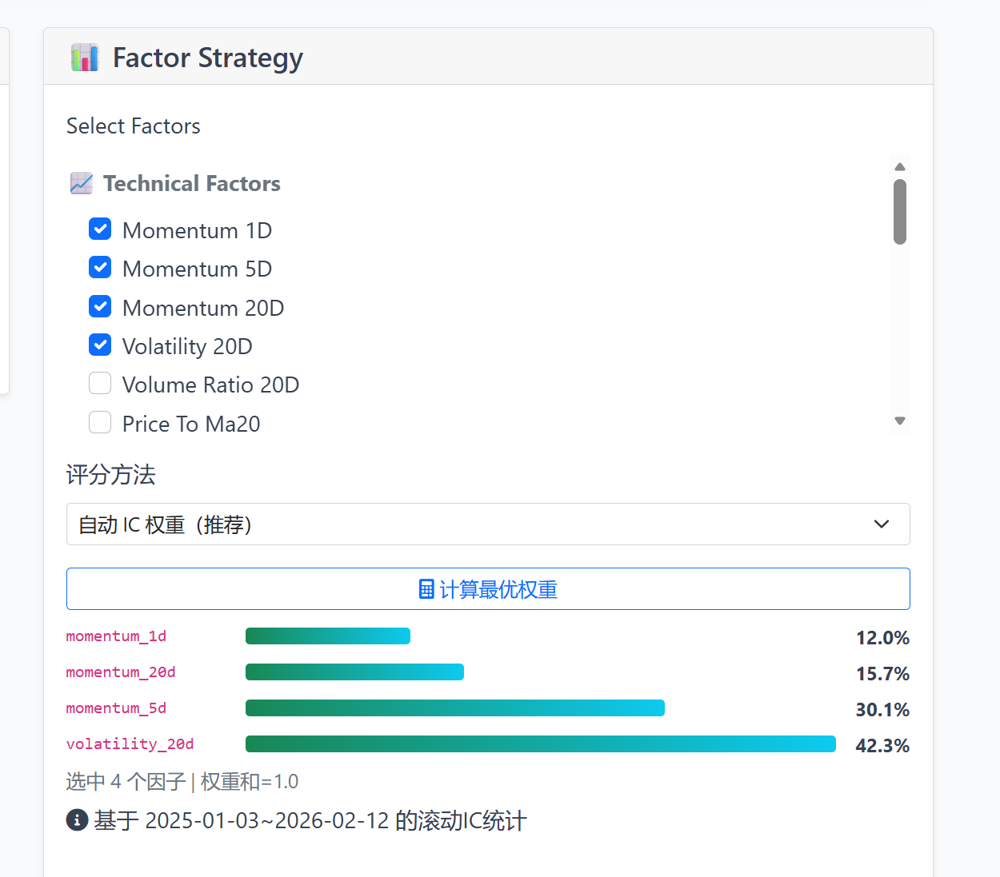 Factor Strategy
Select Factors
Technical Factors
Momentum 1D
Momentum 5D
Momentum 20D
Volatility 20D
Volume Ratio 20D
Price To Ma20
评分方法
自动 IC 权重（推荐）
计算最优权重
momentum_1d 12.0%
momentum_20d 15.7%
momentum_5d 30.1%
volatility_20d 42.3%
选中 4 个因子 | 权重和=1.0
基于 2025-01-03~2026-02-12 的滚动IC统计